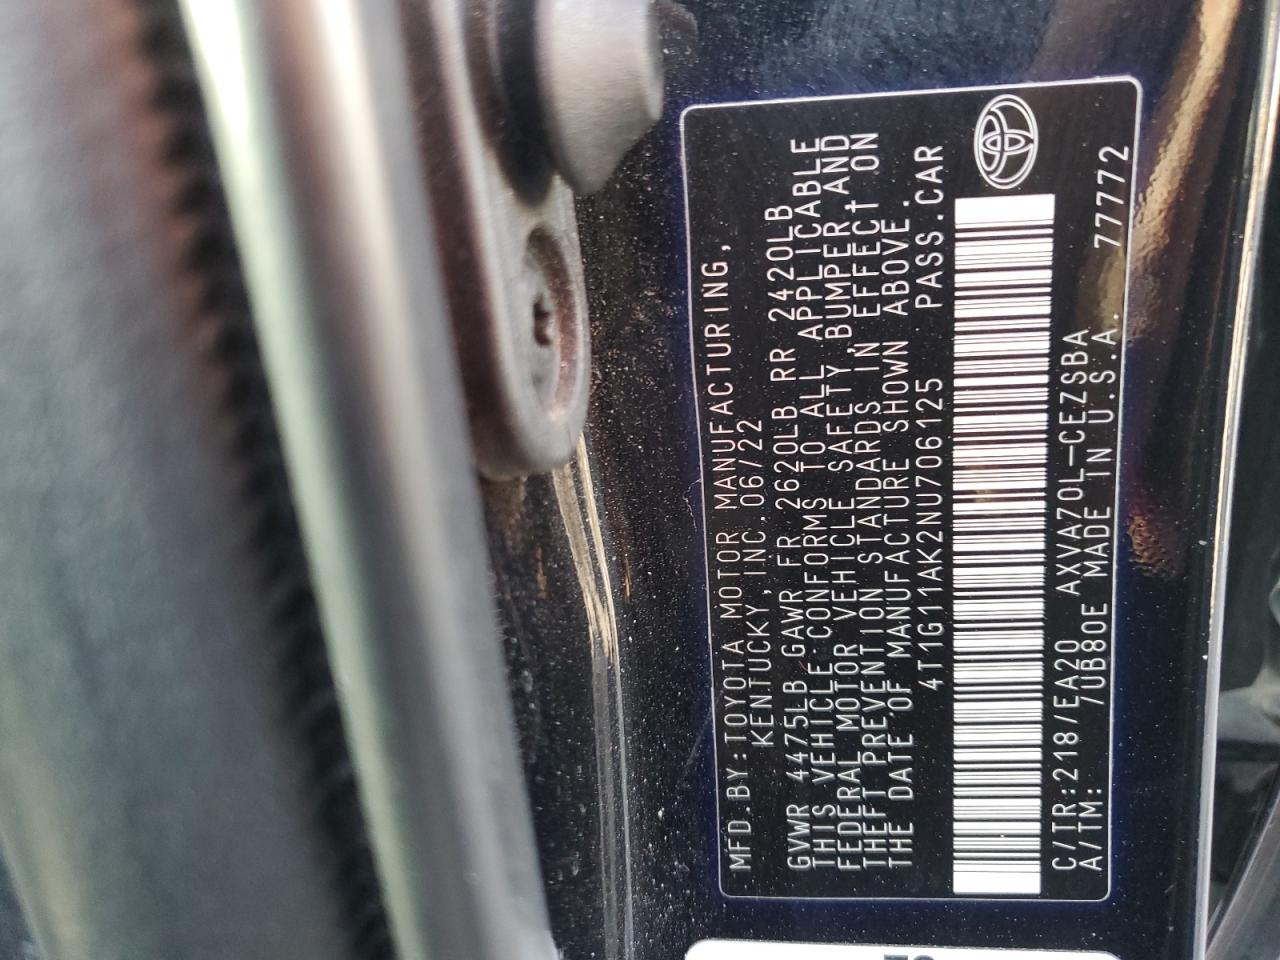 MFD.BY:TOYOTA MOTOR MANUFACTURING,
KENTUCKY,INC.06/22
GVWR 4475LB GAWR FR 2620LB RR 2420LB
THIS VEHICLE CONFORMS TO ALL APPLICABLE
FEDERAL MOTOR VEHICLE SAFETY,BUMPER,AND
THEFT PREVENTION STANDARDS IN EFFECT ON
THE DATE OF MANUFACTURE SHOWN ABOVE.
4T1G11AK2NU706125 PASS.CAR
C/TR:218/EA20 AXVA70L-CEZSBA
A/TM: /UB80E MADE IN U.S.A. 77772